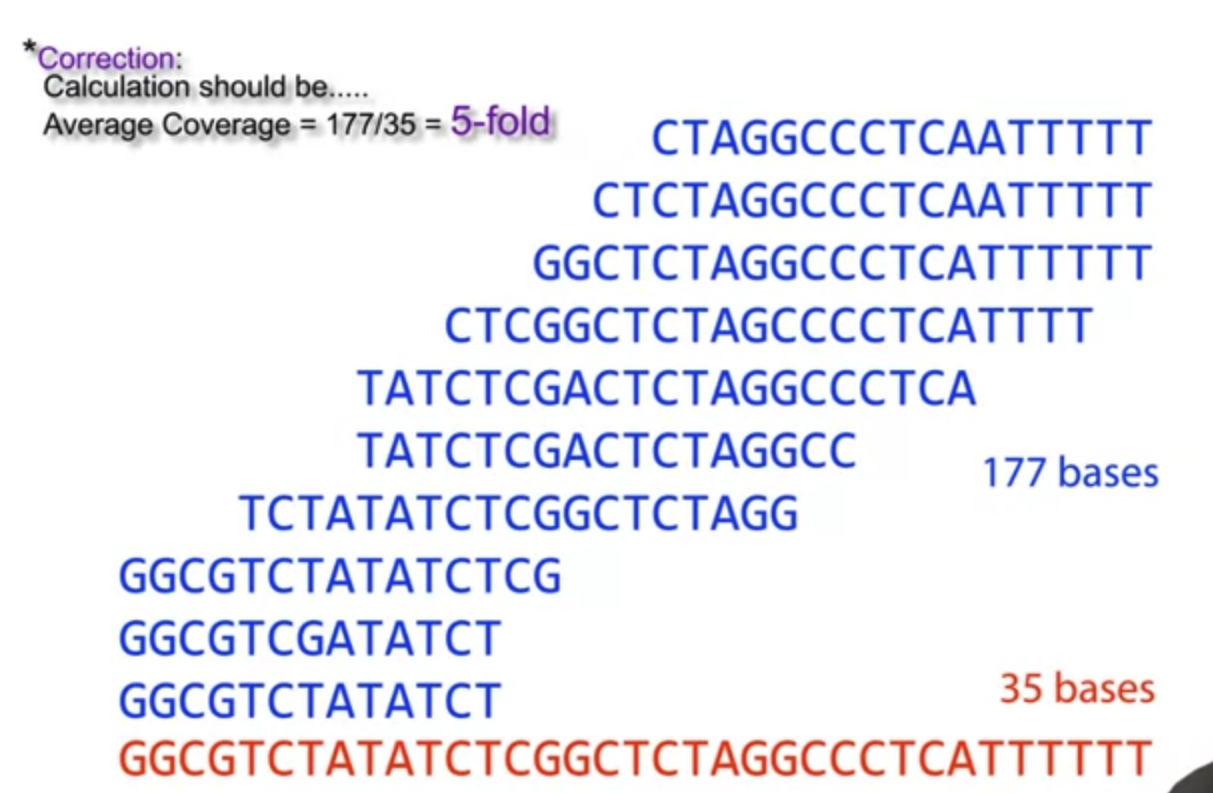 *Correction:
Calculation should be.....
Average Coverage = 177/35 = 5-fold
CTAGGCCCTCAATTTTT
CTCTAGGCCCTCAATTTTT
GGCTCTAGGCCCTCATTTTTT
CTCGGCTCTAGCCCCTCATTTT
TATCTCGACTCTAGGCCCTCA
TATCTCGACTCTAGGCC
177 bases
TCTATATCTCGGCTCTAGG
GGCGTCTATATCTCG
GGCGTCGATATCT
35 bases
GGCGTCTATATCT
GGCGTCTATATCTCGGCTCTAGGCCCTCATTTTTT